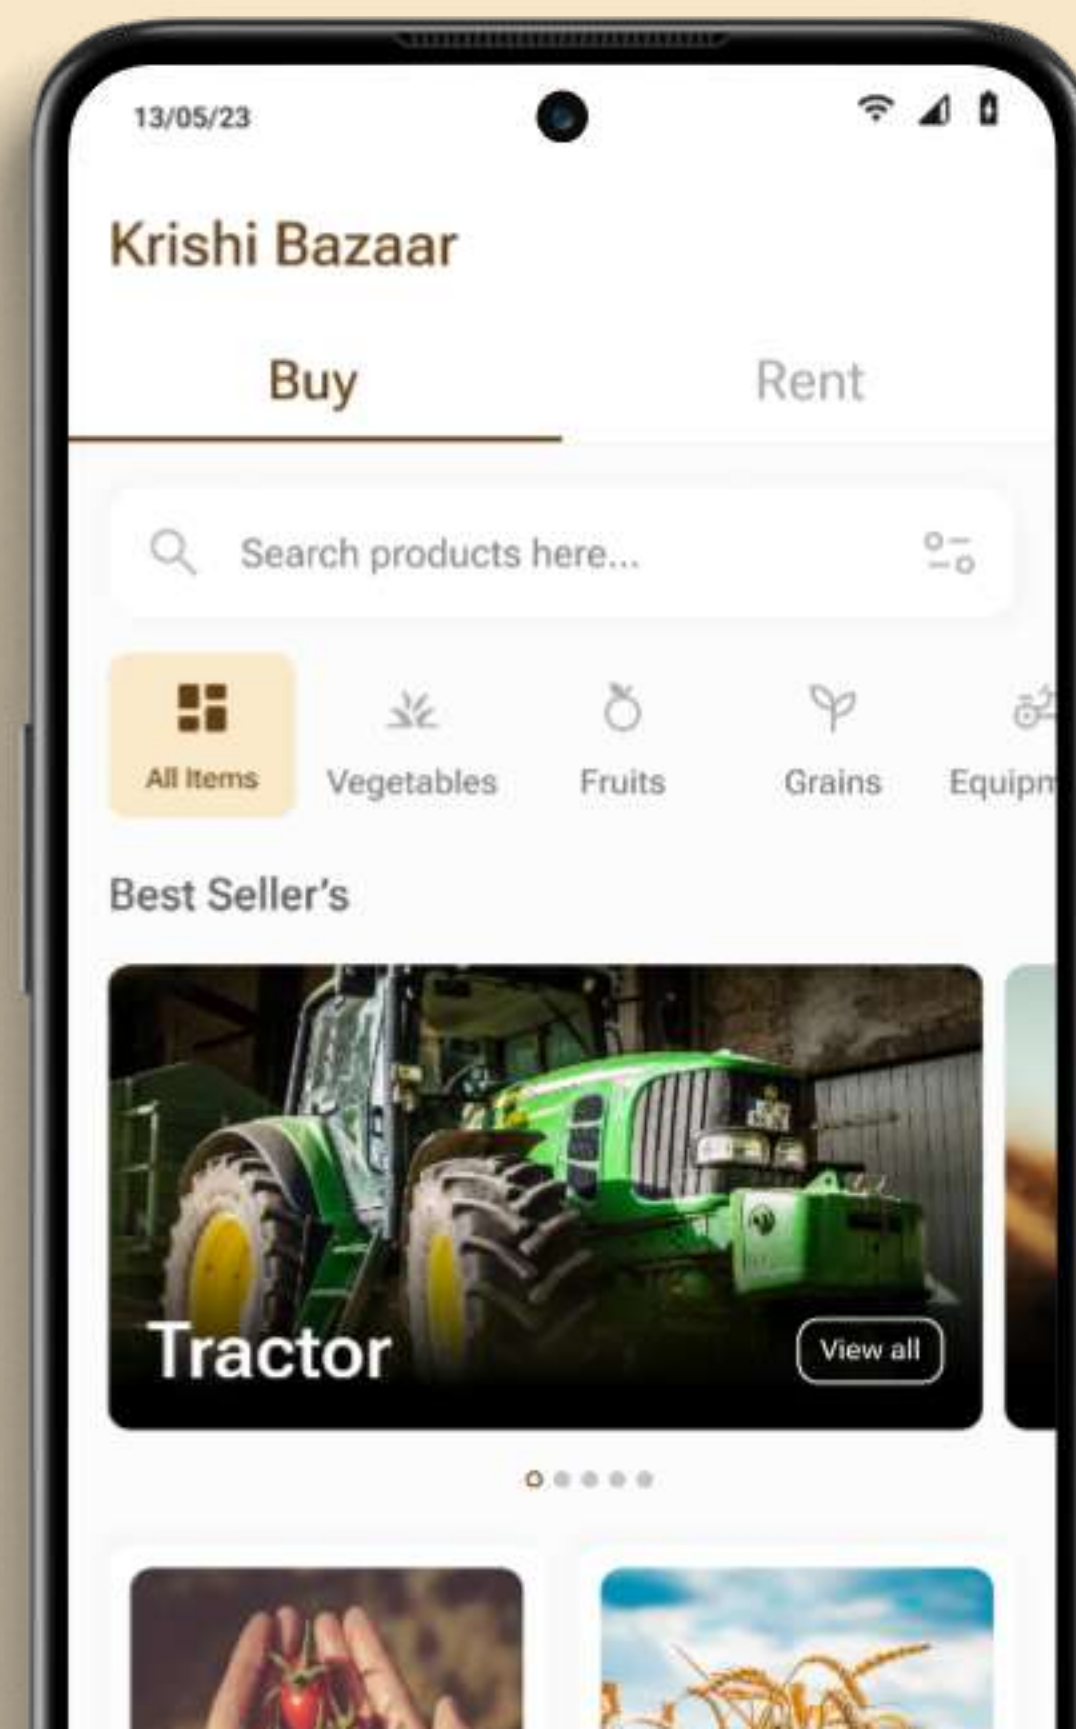 13/05/23
Krishi Bazaar
Buy Rent
Search products here...
All Items Vegetables Fruits Grains Equipm
Best Seller's
Tractor View all